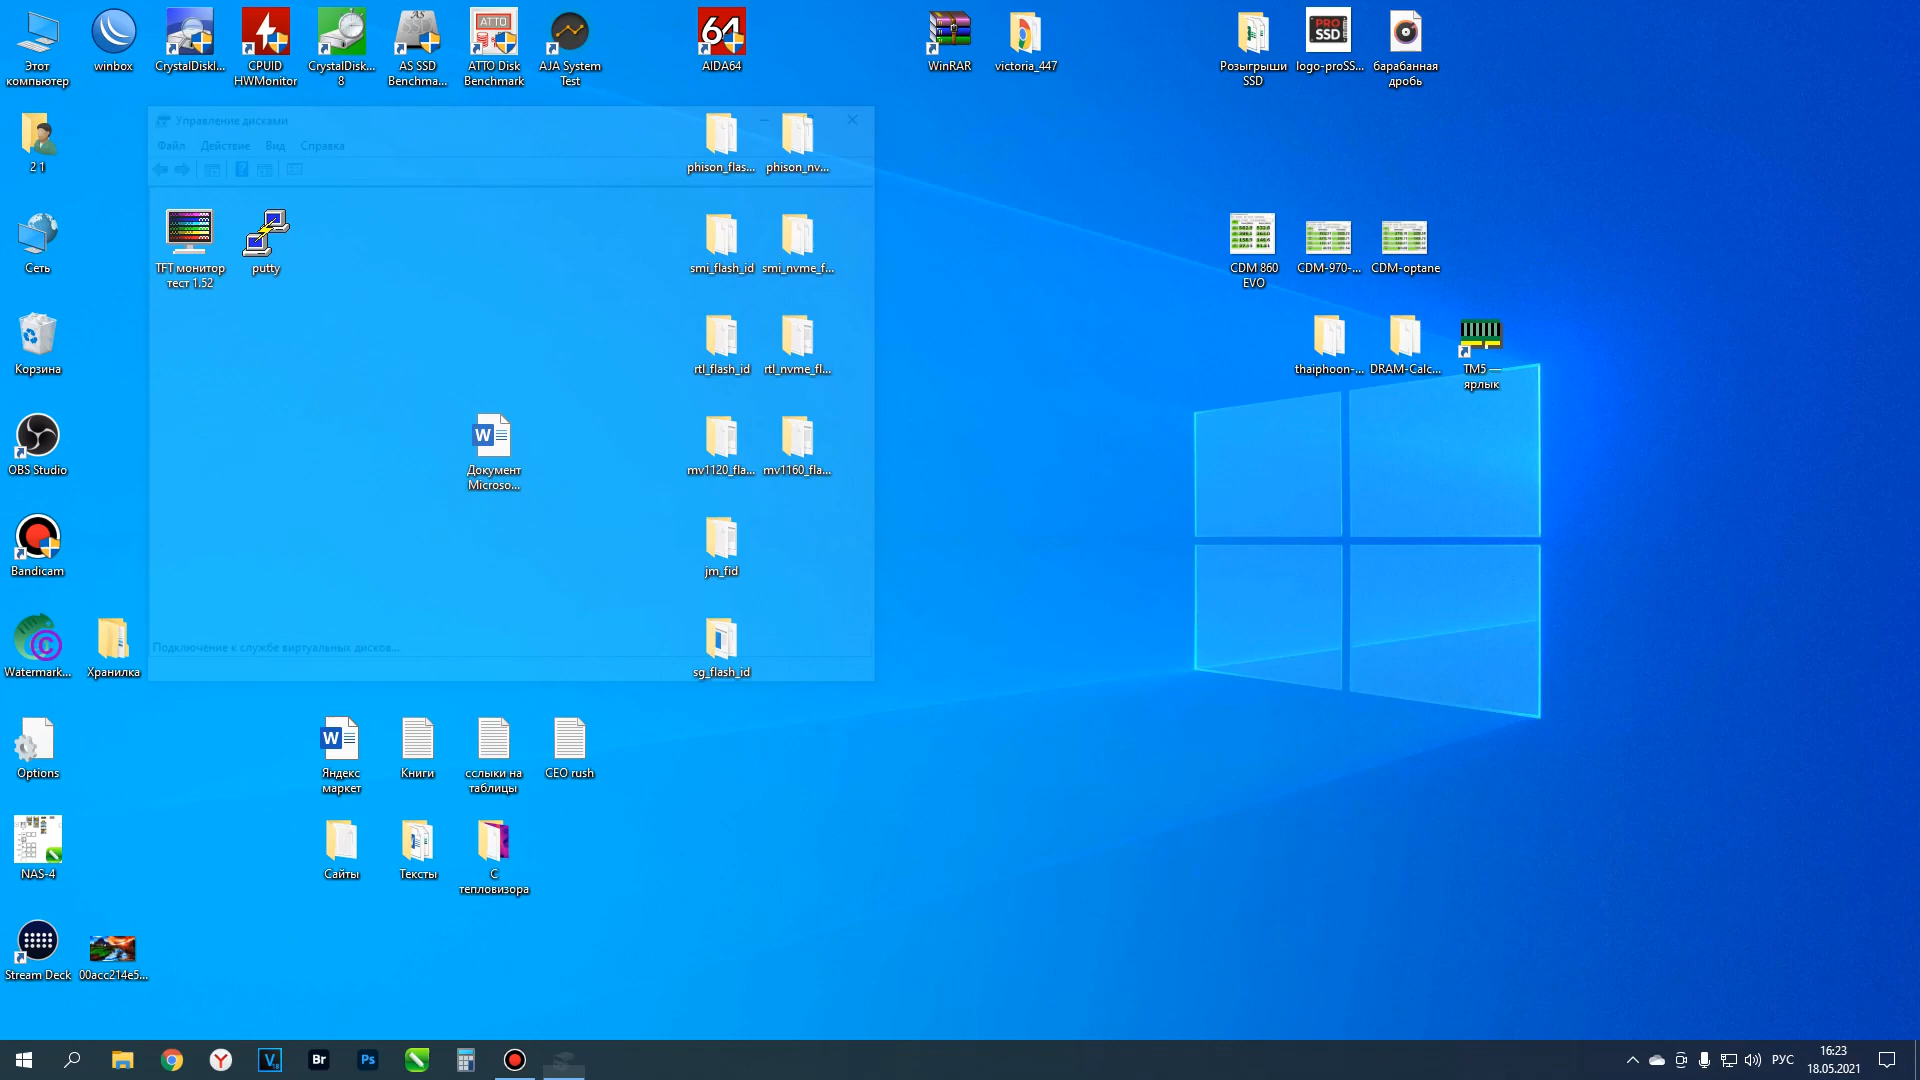 Этот
компьютер
winbox
CrystalDiskI...
CPUID
HWMonitor
CrystalDisk...
8
AS SSD
Benchma...
ATTO Disk
Benchmark
AJA System
Test
AIDA64
WinRAR
victoria_447
Розыгрыши
SSD
logo-proSS...
барабанная
дробь
2 1
Управление дисками
Файл Действие Вид Справка
phison_flas...
phison_nv...
Сеть
TFT монитор
тест 1.52
putty
smi_flash_id
smi_nvme_f...
CDM 860
EVO
CDM-970-...
CDM-optane
Корзина
rtl_flash_id
rtl_nvme_fl...
thaiphoon-...
DRAM-Calc...
TM5 —
ярлык
OBS Studio
Документ
Microso...
mv1120_fla...
mv1160_fla...
Bandicam
jm_fid
Подключение к службе виртуальных дисков...
Watermark...
Хранилка
sg_flash_id
Options
Яндекс
маркет
Книги
сслыки на
таблицы
CEO rush
NAS-4
Сайты
Тексты
С
тепловизора
Stream Deck
00acc214e5...
РУС
16:23
18.05.2021